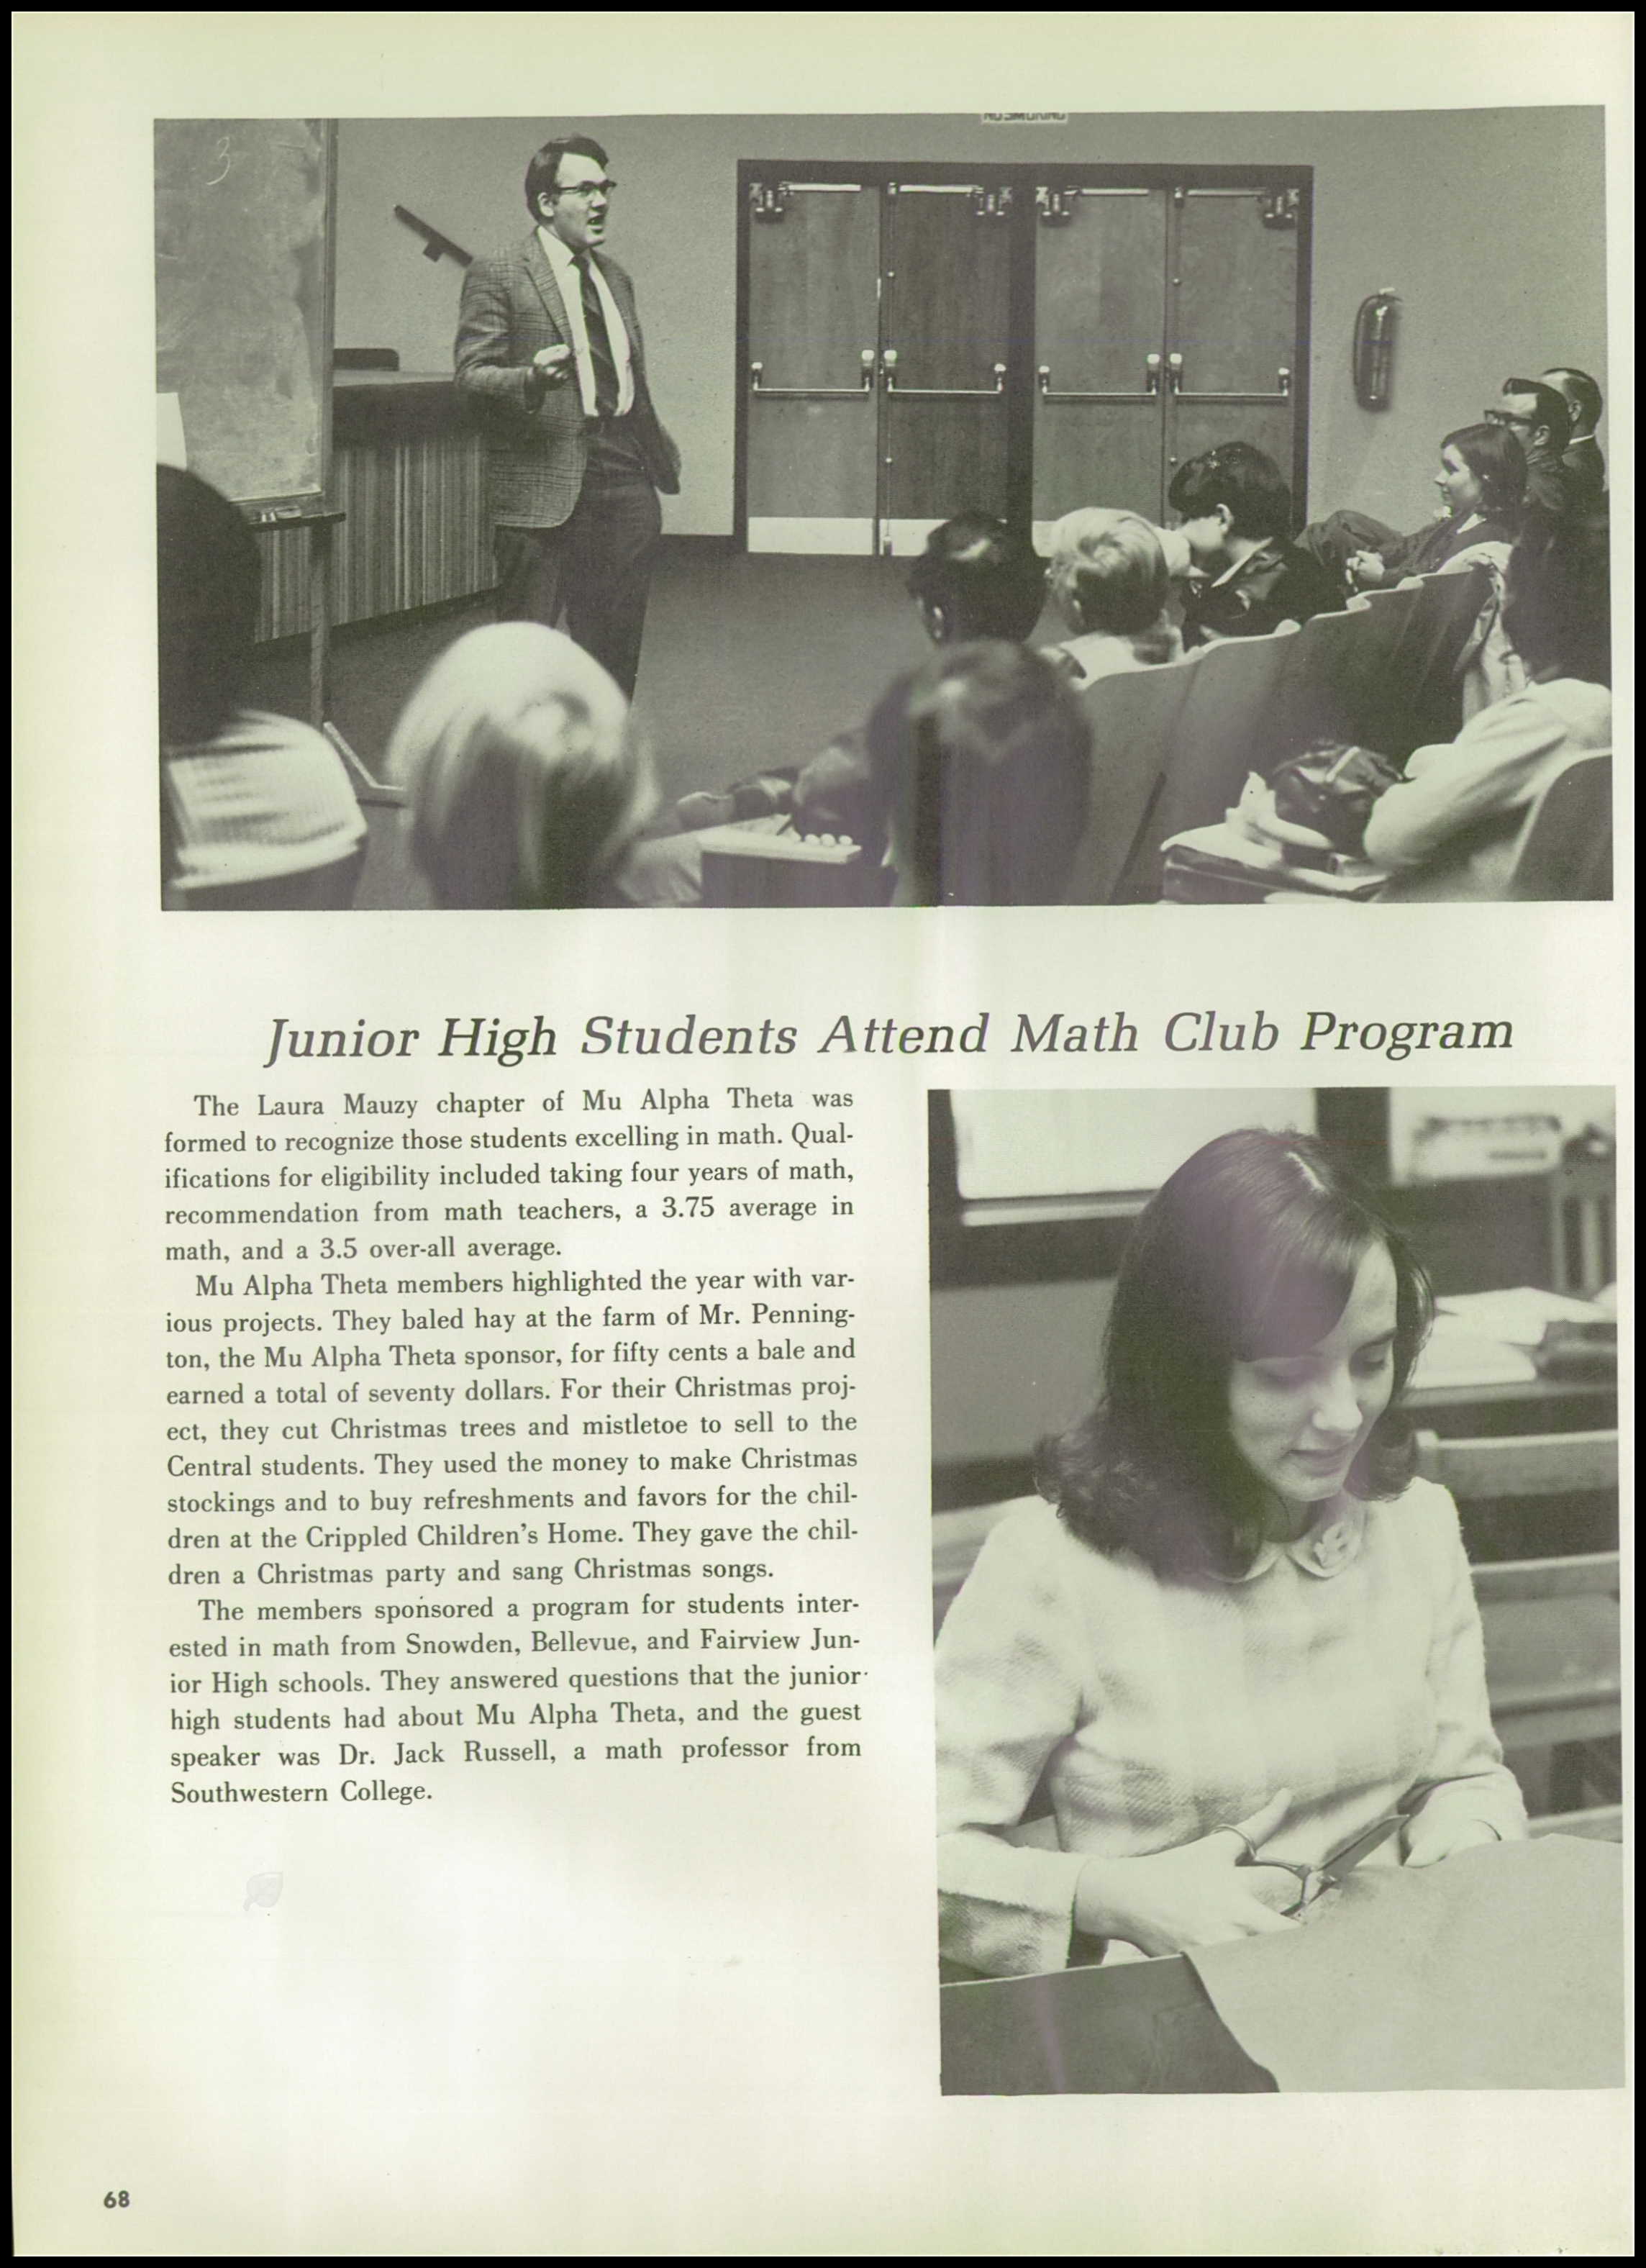 NO SMOKING
3
Junior High Students Attend Math Club Program
The Laura Mauzy chapter of Mu Alpha Theta was
formed to recognize those students excelling in math. Qual-
ifications for eligibility included taking four years of math,
recommendation from math teachers, a 3.75 average in
math, and a 3.5 over-all average.
Mu Alpha Theta members highlighted the year with var-
ious projects. They baled hay at the farm of Mr. Penning-
ton, the Mu Alpha Theta sponsor, for fifty cents a bale and
earned a total of seventy dollars. For their Christmas proj-
ect, they cut Christmas trees and mistletoe to sell to the
Central students. They used the money to make Christmas
stockings and to buy refreshments and favors for the chil-
dren at the Crippled Children's Home. They gave the chil-
dren a Christmas party and sang Christmas songs.
The members sponsored a program for students inter-
ested in math from Snowden, Bellevue, and Fairview Jun-
ior High schools. They answered questions that the junior
high students had about Mu Alpha Theta, and the guest
speaker was Dr. Jack Russell, a math professor from
Southwestern College.
68